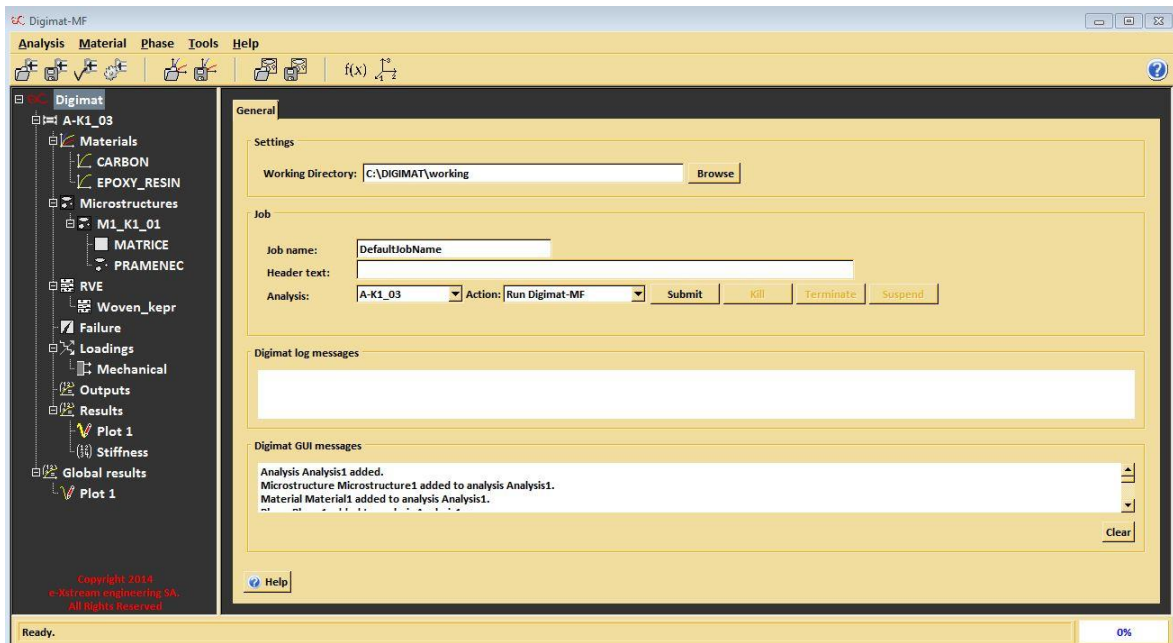 Digimat-MF
Analysis Material Phase Tools Help
f(x)
Digimat
A-K1_03
Materials
CARBON
EPOXY_RESIN
Microstructures
M1_K1_01
MATRICE
PRAMENEC
RVE
Woven_kepr
Failure
Loadings
Mechanical
Outputs
Results
Plot 1
Stiffness
Global results
Plot 1
Copyright 2014
e-Xstream engineering SA.
All Rights Reserved
General
Settings
Working Directory: C:\DIGIMAT\working Browse
Job
Job name: DefaultJobName
Header text:
Analysis: A-K1_03 Action: Run Digimat-MF Submit Kill Terminate Suspend
Digimat log messages
Digimat GUI messages
Analysis Analysis1 added.
Microstructure Microstructure1 added to analysis Analysis1.
Material Material1 added to analysis Analysis1.
Clear
Help
Ready. 0%